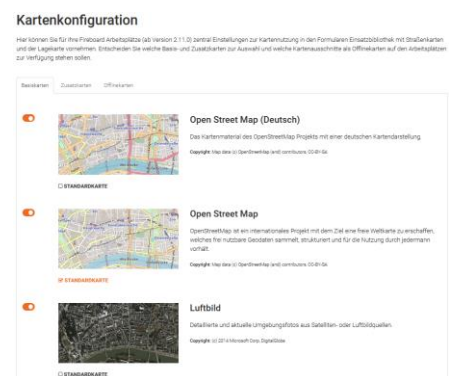 Kartenkonfiguration
Hier können Sie für Ihre Fireboard Arbeitsplätze (ab Version 2.11.0) zentral Einstellungen zur Kartennutzung in den Formularen Einsatzbibliothek mit Straßenkarten
und der Lagekarte vornehmen. Entscheiden Sie welche Basis- und Zusatzkarten zur Auswahl und welche Kartenausschnitte als Offlinekarten auf den Arbeitsplätzen
zur Verfügung stehen sollen.
Basiskarten Zusatzkarten Offlinekarten
Open Street Map (Deutsch)
Das Kartenmaterial des OpenStreetMap Projekts mit einer deutschen Kartendarstellung.
Copyright: Map data (c) OpenStreetMap (and) contributors, CC-BY-SA
STANDARDKARTE
Open Street Map
OpenStreetMap ist ein internationales Projekt mit dem Ziel eine freie Weltkarte zu erschaffen,
welches frei nutzbare Geodaten sammelt, strukturiert und für die Nutzung durch jedermann
vorhält.
Copyright: Map data (c) OpenStreetMap (and) contributors, CC-BY-SA
STANDARDKARTE
Luftbild
Detaillierte und aktuelle Umgebungsfotos aus Satelliten- oder Luftbildquellen.
Copyright: (c) 2016 Microsoft Corp, DigitalGlobe
STANDARDKARTE